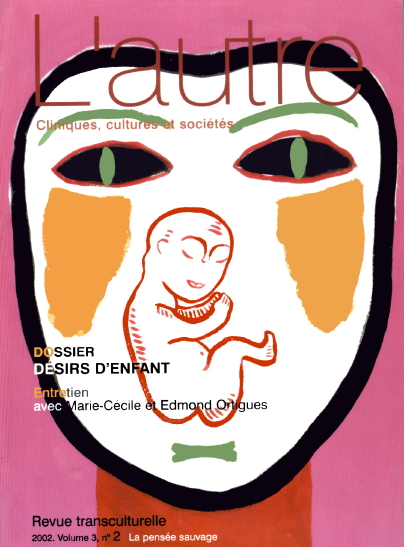 L'autre
Cliniques, cultures et sociétés
DOSSIER
DÉSIRS D'ENFANT
Entretien
avec Marie-Cécile et Edmond Ortigues
Revue transculturelle
2002. Volume 3, n° 2 La pensée sauvage